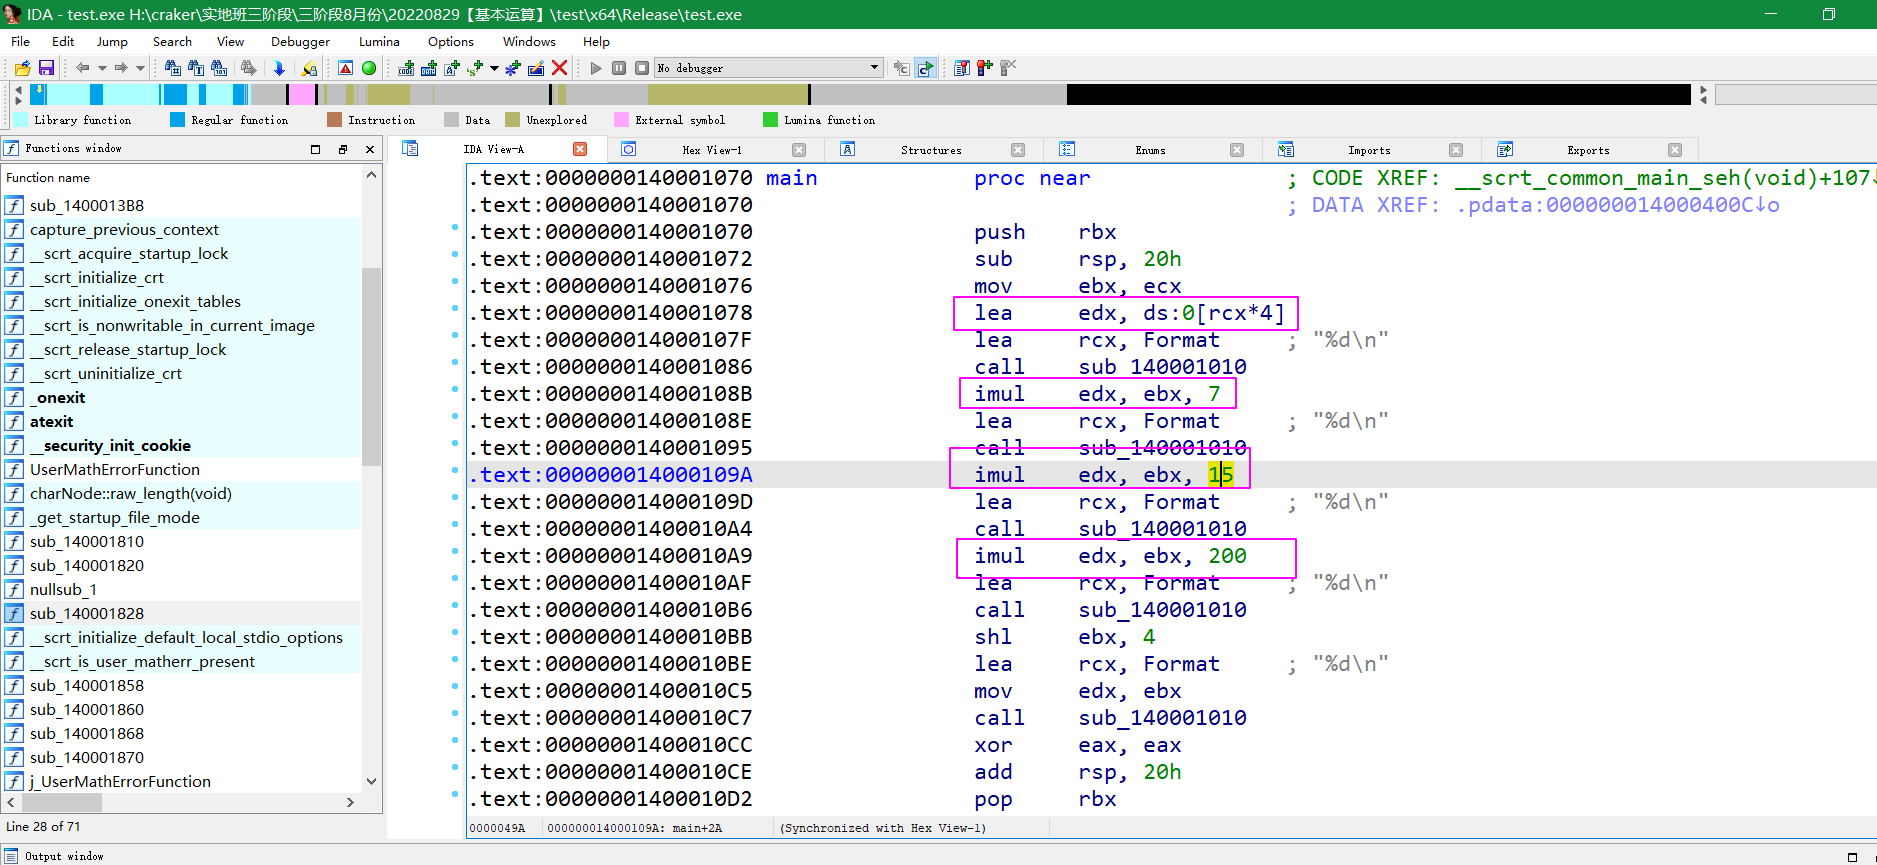 IDA - test.exe H:\craker\实地班三阶段\三阶段8月份\20220829【基本运算】\test\x64\Release\test.exe
File Edit Jump Search View Debugger Lumina Options Windows Help
No debugger
Library function Regular function Instruction Data Unexplored External symbol Lumina function
Functions window
IDA View-A Hex View-1 Structures Enums Imports Exports
Function name
sub_1400013B8
capture_previous_context
__scrt_acquire_startup_lock
__scrt_initialize_crt
__scrt_initialize_onexit_tables
__scrt_is_nonwritable_in_current_image
__scrt_release_startup_lock
__scrt_uninitialize_crt
_onexit
atexit
__security_init_cookie
UserMathErrorFunction
charNode::raw_length(void)
_get_startup_file_mode
sub_140001810
sub_140001820
nullsub_1
sub_140001828
__scrt_initialize_default_local_stdio_options
__scrt_is_user_matherr_present
sub_140001858
sub_140001860
sub_140001868
sub_140001870
j_UserMathErrorFunction
Line 28 of 71
.text:0000000140001070 main proc near ; CODE XREF: __scrt_common_main_seh(void)+107↓
.text:0000000140001070 ; DATA XREF: .pdata:000000014000400C↓o
.text:0000000140001070 push rbx
.text:0000000140001072 sub rsp, 20h
.text:0000000140001076 mov ebx, ecx
.text:0000000140001078 lea edx, ds:0[rcx*4]
.text:000000014000107F lea rcx, Format ; "%d\n"
.text:0000000140001086 call sub_140001010
.text:000000014000108B imul edx, ebx, 7
.text:000000014000108E lea rcx, Format ; "%d\n"
.text:0000000140001095 call sub_140001010
.text:000000014000109A imul edx, ebx, 15
.text:000000014000109D lea rcx, Format ; "%d\n"
.text:00000001400010A4 call sub_140001010
.text:00000001400010A9 imul edx, ebx, 200
.text:00000001400010AF lea rcx, Format ; "%d\n"
.text:00000001400010B6 call sub_140001010
.text:00000001400010BB shl ebx, 4
.text:00000001400010BE lea rcx, Format ; "%d\n"
.text:00000001400010C5 mov edx, ebx
.text:00000001400010C7 call sub_140001010
.text:00000001400010CC xor eax, eax
.text:00000001400010CE add rsp, 20h
.text:00000001400010D2 pop rbx
0000049A 000000014000109A: main+2A (Synchronized with Hex View-1)
Output window